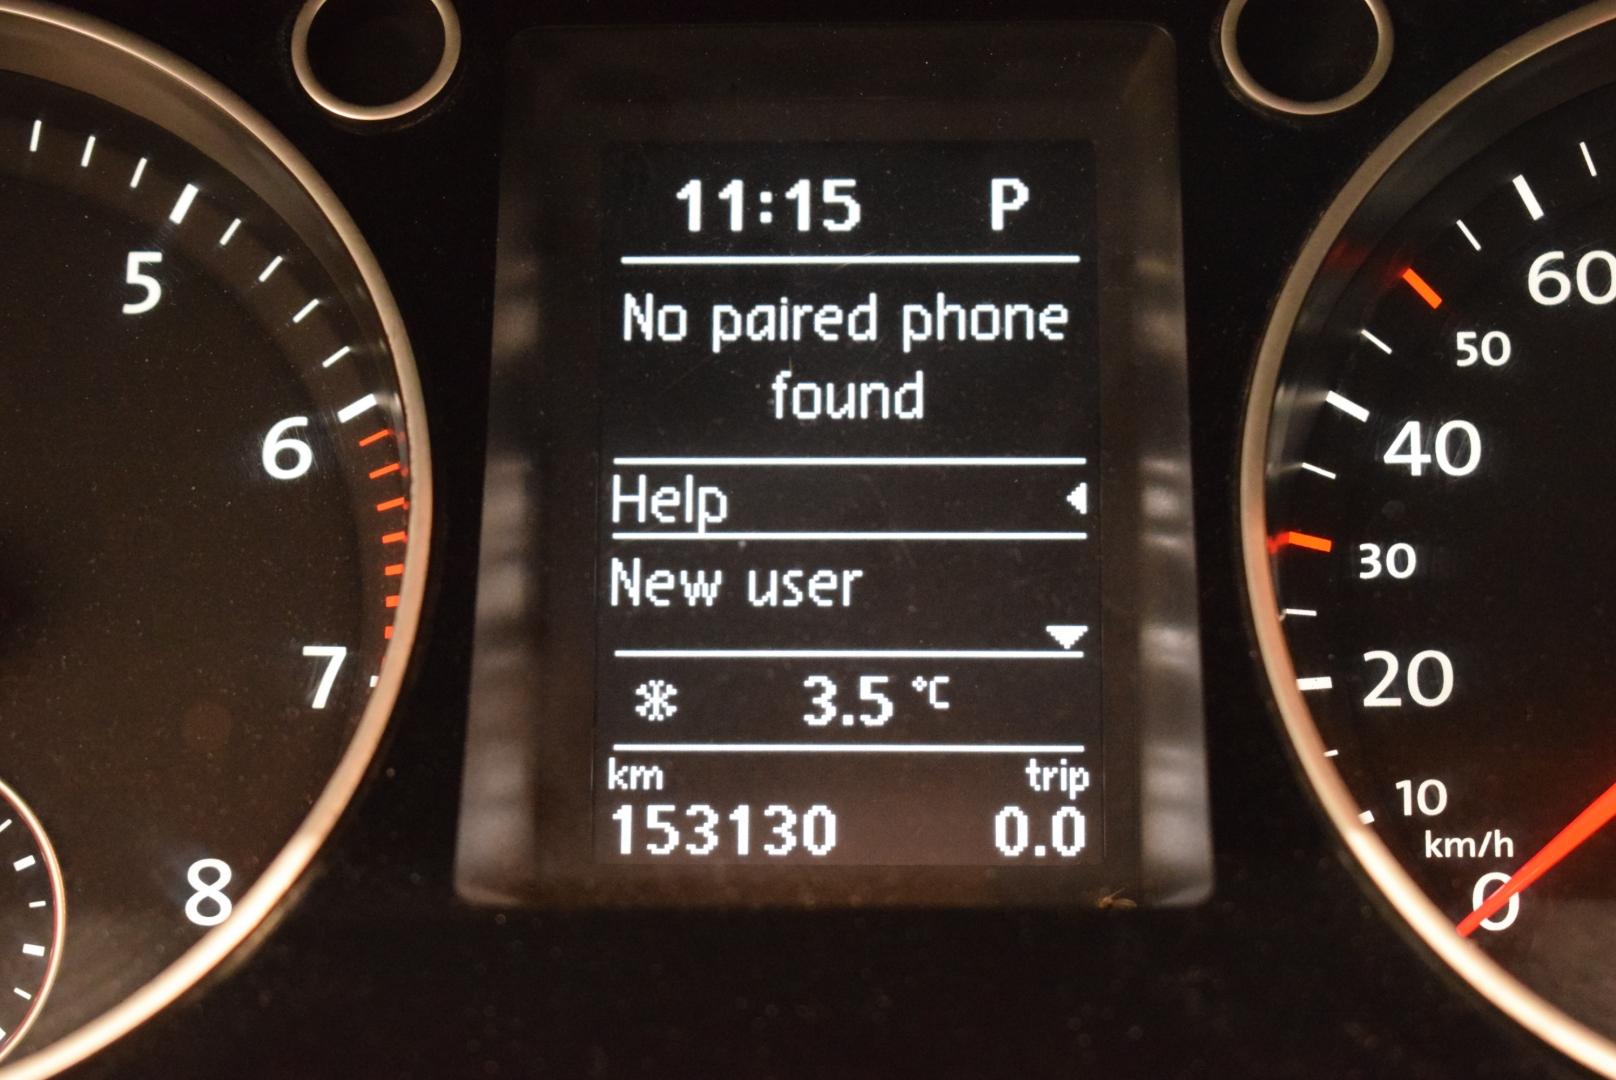 11:15 P
No paired phone
found
Help
New user
3.5 °C
km trip
153130 0.0
5
6
7
8
60
50
40
30
20
10
km/h
0